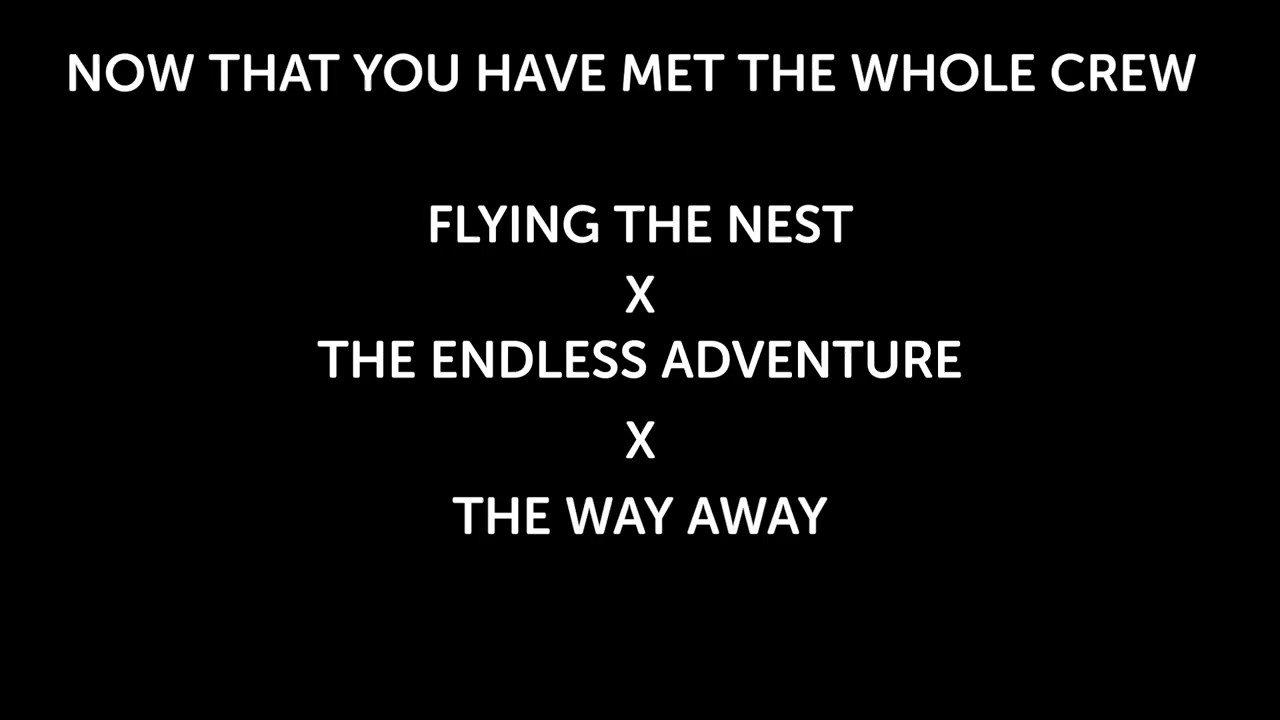 NOW THAT YOU HAVE MET THE WHOLE CREW
FLYING THE NEST
X
THE ENDLESS ADVENTURE
X
THE WAY AWAY